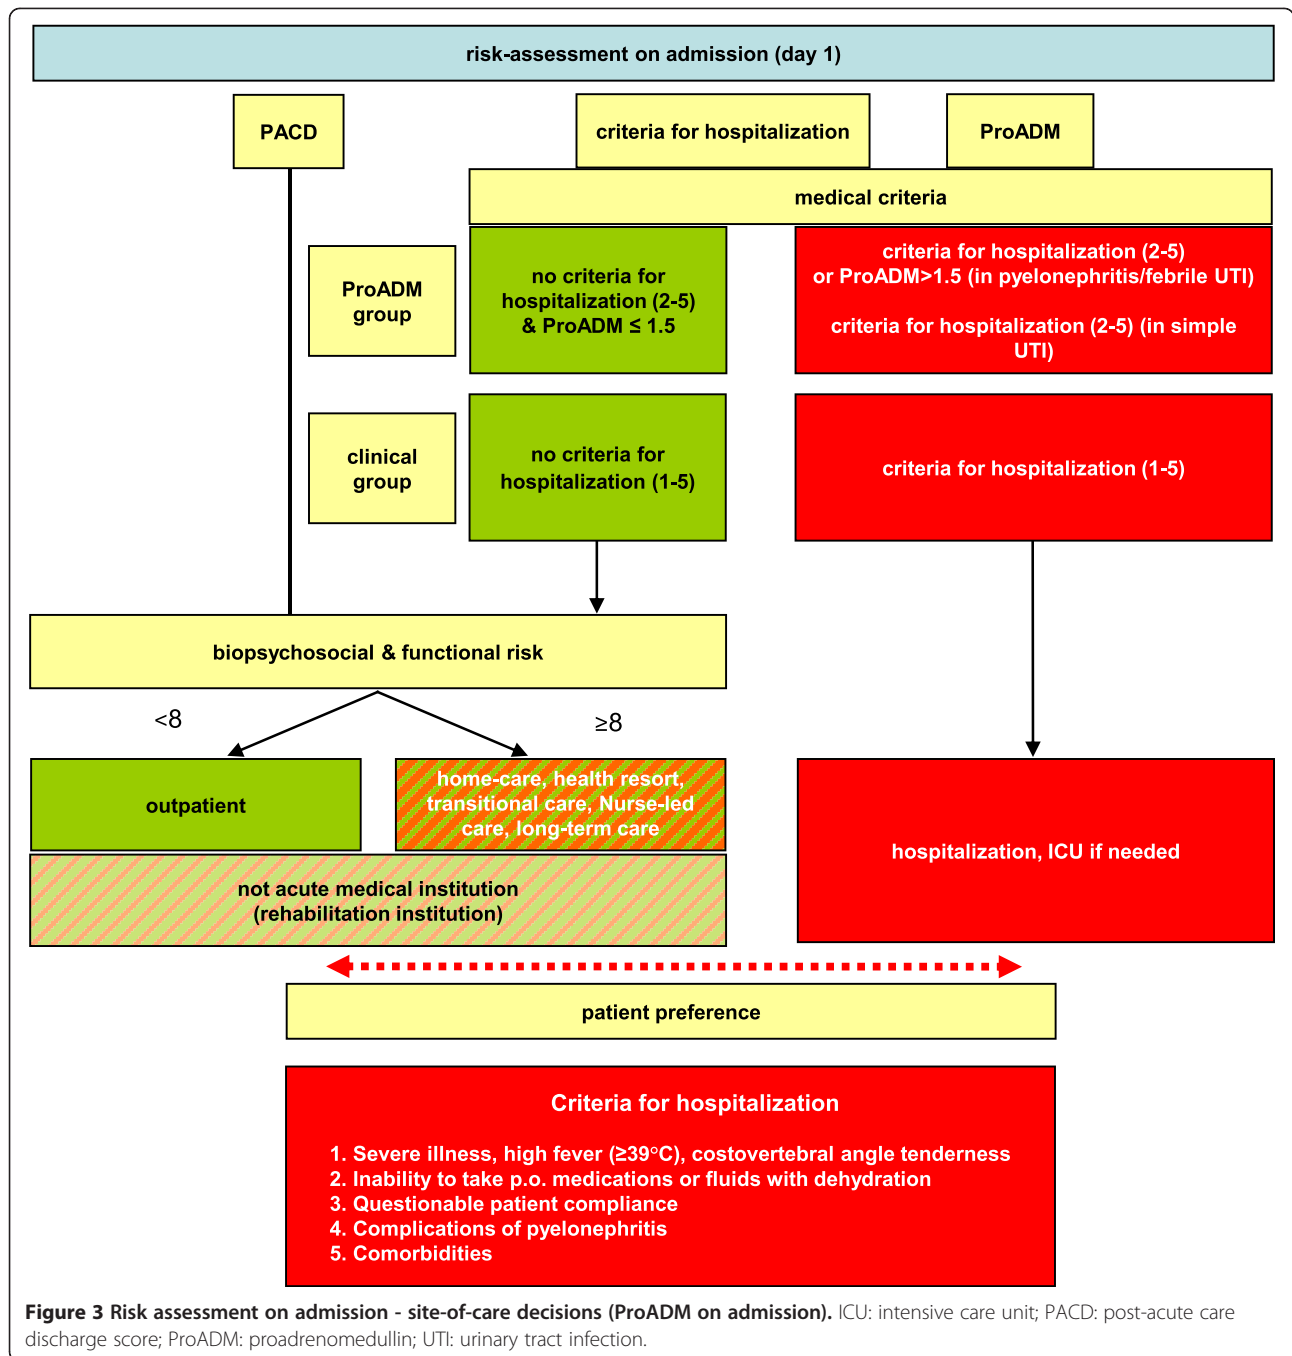 risk-assessment on admission (day 1)
PACD
criteria for hospitalization
ProADM
medical criteria
ProADM
group
no criteria for
hospitalization (2-5)
& ProADM ≤ 1.5
criteria for hospitalization (2-5)
or ProADM>1.5 (in pyelonephritis/febrile UTI)
criteria for hospitalization (2-5) (in simple
UTI)
clinical
group
no criteria for
hospitalization (1-5)
criteria for hospitalization (1-5)
biopsychosocial & functional risk
<8
≥8
outpatient
home-care, health resort,
transitional care, Nurse-led
care, long-term care
hospitalization, ICU if needed
not acute medical institution
(rehabilitation institution)
patient preference
Criteria for hospitalization
1. Severe illness, high fever (≥39°C), costovertebral angle tenderness
2. Inability to take p.o. medications or fluids with dehydration
3. Questionable patient compliance
4. Complications of pyelonephritis
5. Comorbidities
Figure 3 Risk assessment on admission - site-of-care decisions (ProADM on admission). ICU: intensive care unit; PACD: post-acute care
discharge score; ProADM: proadrenomedullin; UTI: urinary tract infection.